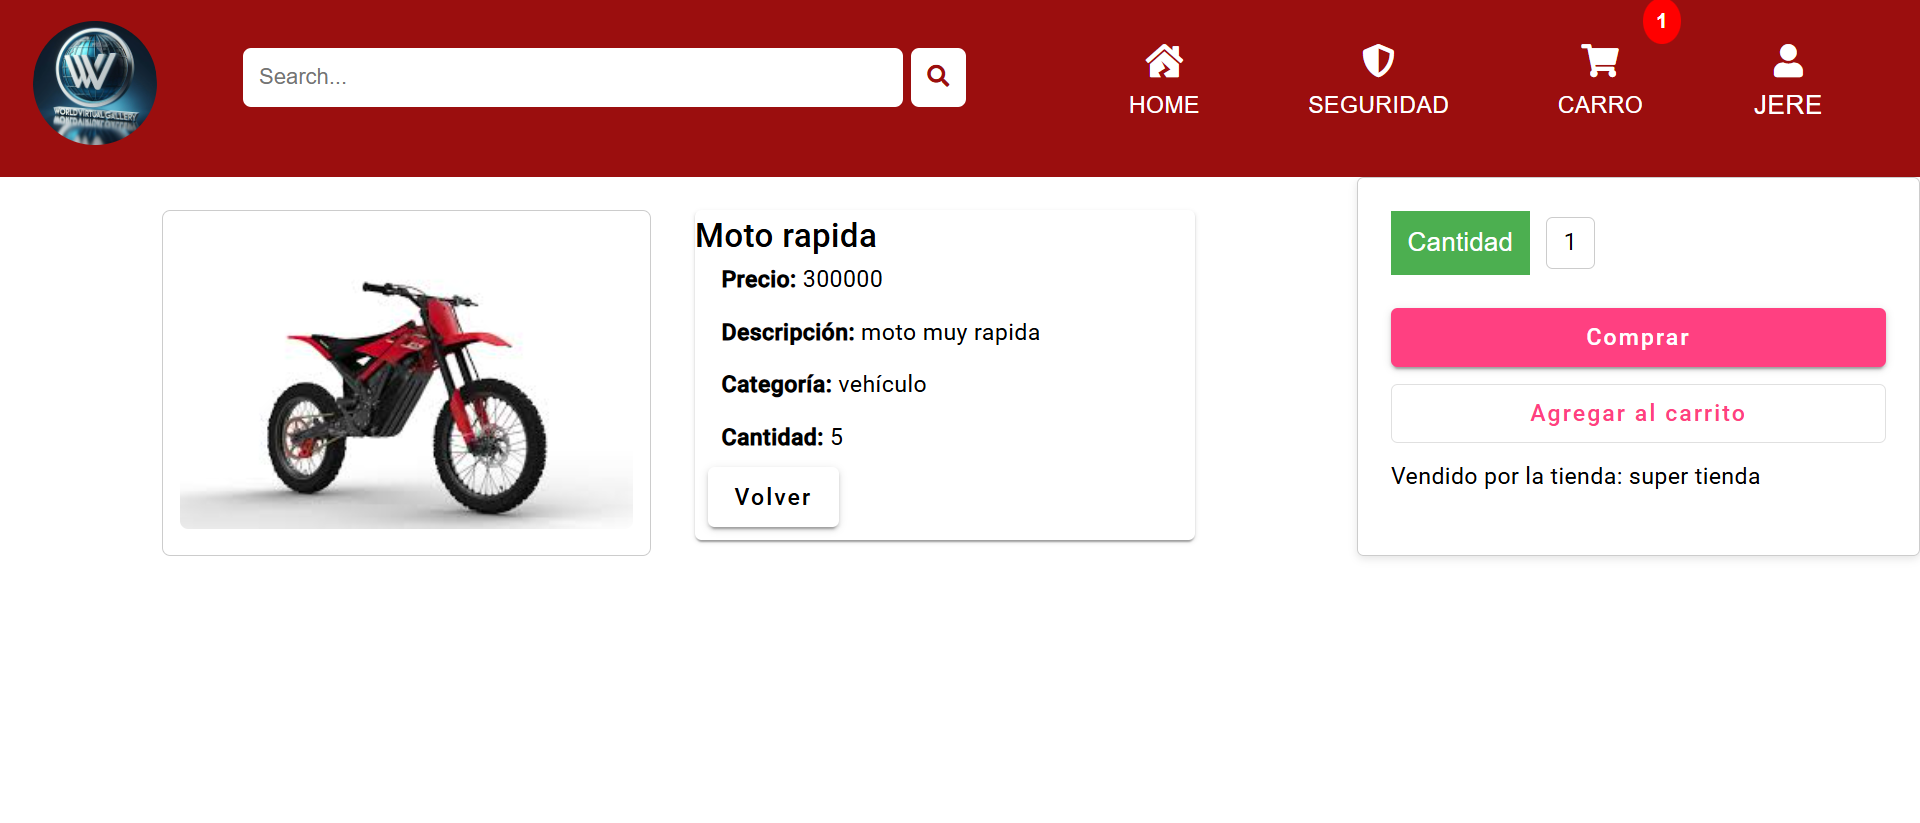 WORLD VIRTUAL GALLERY
Search...
HOME
SEGURIDAD
1
CARRO
JERE
Moto rapida
Precio: 300000
Descripción: moto muy rapida
Categoría: vehículo
Cantidad: 5
Volver
Cantidad 1
Comprar
Agregar al carrito
Vendido por la tienda: super tienda